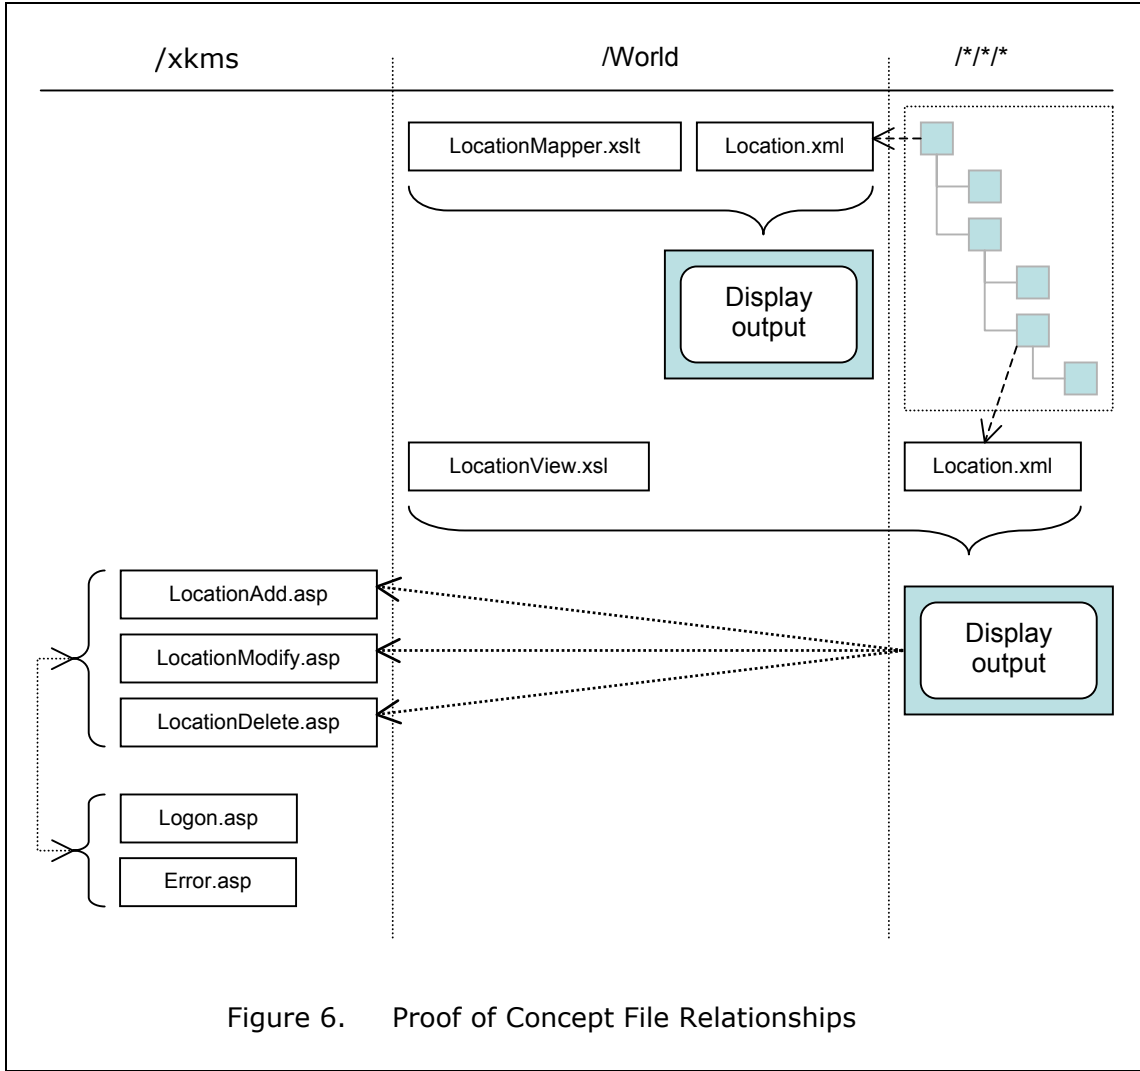 /xkms /World /*/*/*
LocationMapper.xslt Location.xml
Display
output
LocationView.xsl Location.xml
LocationAdd.asp
LocationModify.asp
LocationDelete.asp
Display
output
Logon.asp
Error.asp
Figure 6. Proof of Concept File Relationships